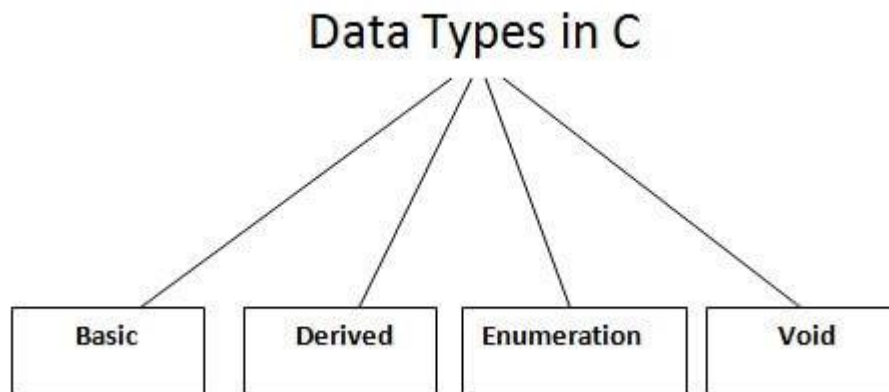 Data Types in C
Basic
Derived
Enumeration
Void